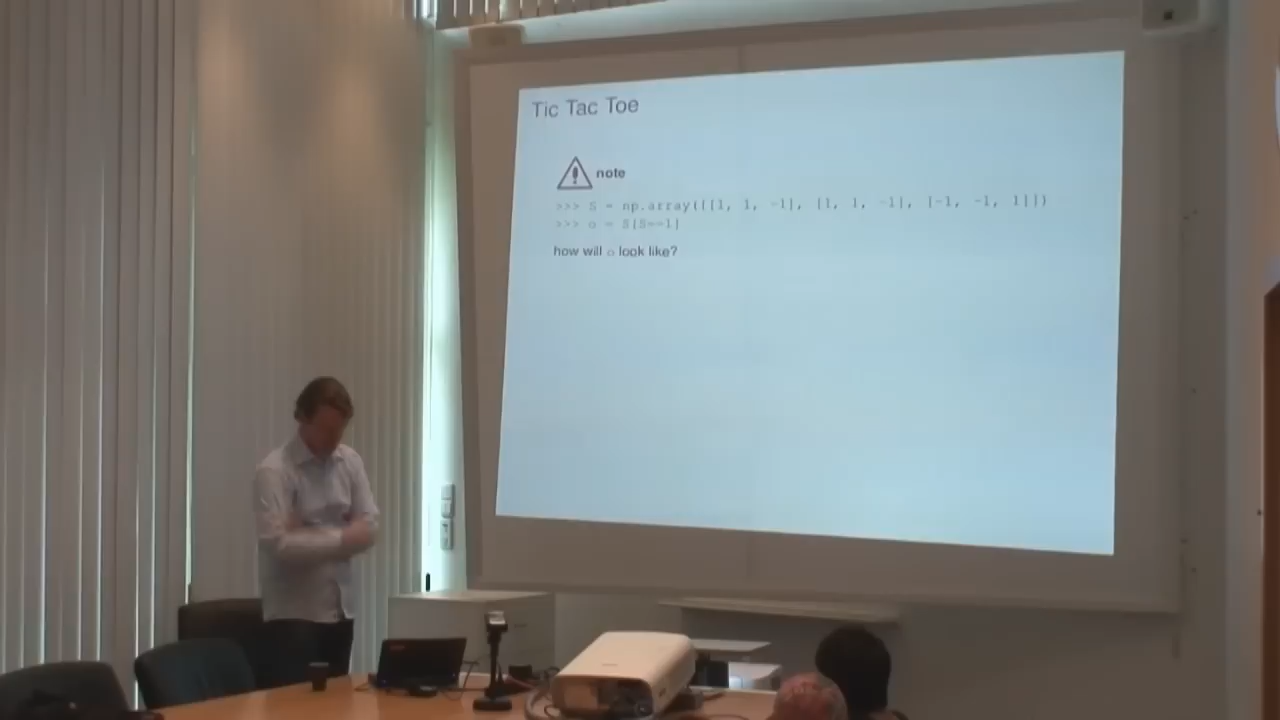 Tic Tac Toe
note
>>> S = np.array([[1, 1, -1], [1, 1, -1], [-1, -1, 1]])
>>> o = S[S==1]
how will o look like?